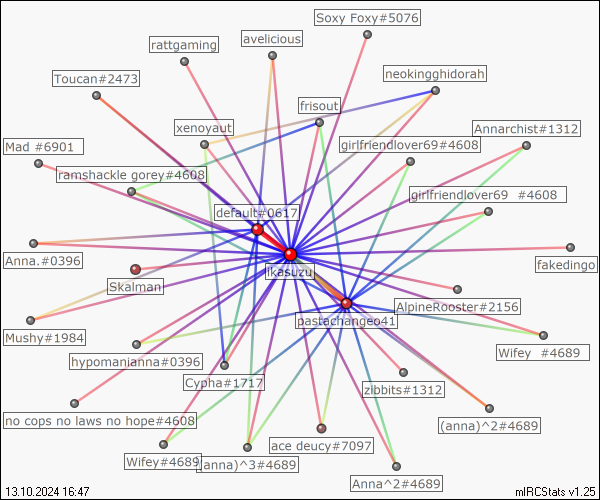 Soxy Foxy#5076
rattgaming
avelicious
Toucan#2473
neokingghidorah
frisout
xenoyaut
Annarchist#1312
Mad #6901
girlfriendlover69#4608
ramshackle gorey#4608
girlfriendlover69 #4608
default#0617
Anna.#0396
ikasuzu
fakedingo
Skalman
AlpineRooster#2156
pastachangeo41
Mushy#1984
Wifey #4689
hypomanjanna#0396
Cypha#1717
zibbits#1312
no cops no laws no hope#4608
(anna)^2#4689
ace deucy#7097
Wifey#4689
(anna)^3#4689
Anna^2#4689
13.10.2024 16:47
mIRCStats v1.25